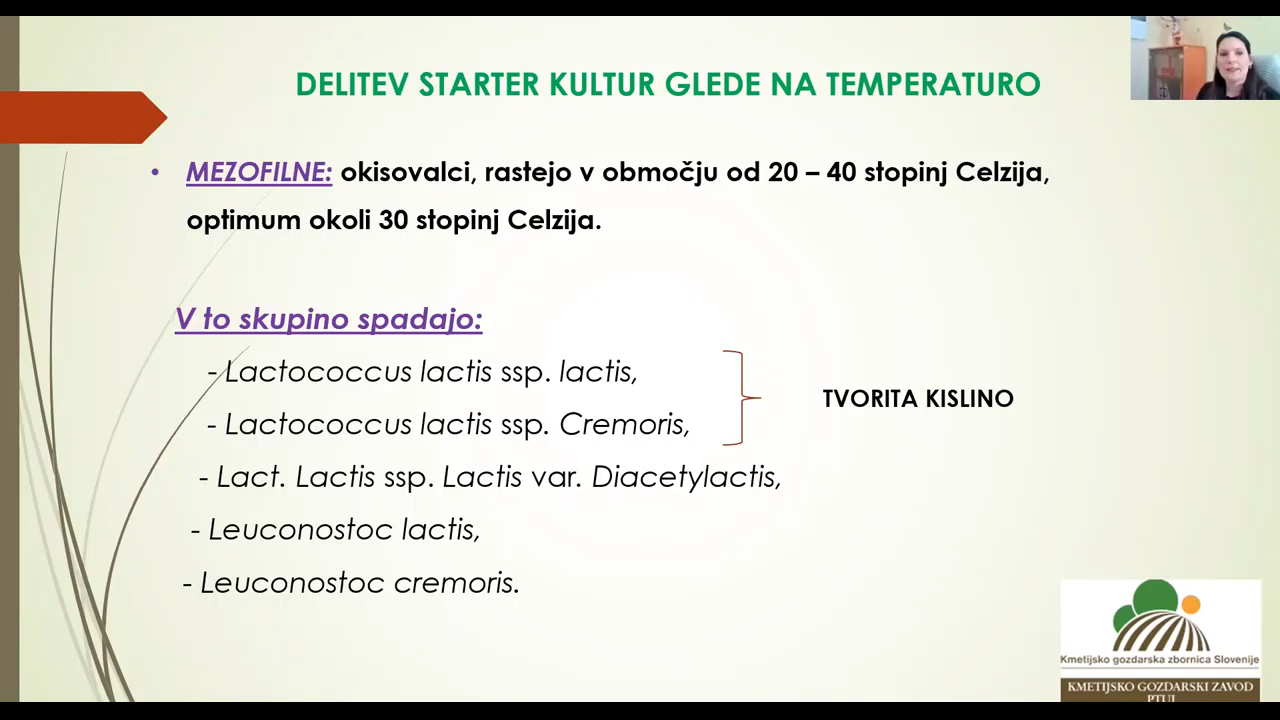 DELITEV STARTER KULTUR GLEDE NA TEMPERATURO
• MEZOFILNE: okisovalci, rastejo v območju od 20 – 40 stopinj Celzija,
optimum okoli 30 stopinj Celzija.
V to skupino spadajo:
- Lactococcus lactis ssp. lactis,
- Lactococcus lactis ssp. Cremoris,
TVORITA KISLINO
- Lact. Lactis ssp. Lactis var. Diacetylactis,
- Leuconostoc lactis,
- Leuconostoc cremoris.
Kmetijsko gozdarska zbornica Slovenije
KMETIJSKO GOZDARSKI ZAVOD
PTUJ